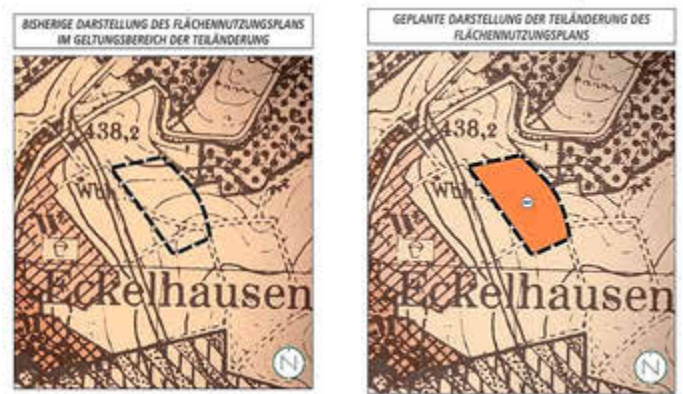 BISHERIGE DARSTELLUNG DES FLÄCHENNUTZUNGSPLANS
IM GELTUNGSBEREICH DER TEILÄNDERUNG
438,2
Wbh.
Eckelhausen
N
GEPLANTE DARSTELLUNG DER TEILÄNDERUNG DES
FLÄCHENNUTZUNGSPLANS
438,2
Eckelhausen
N